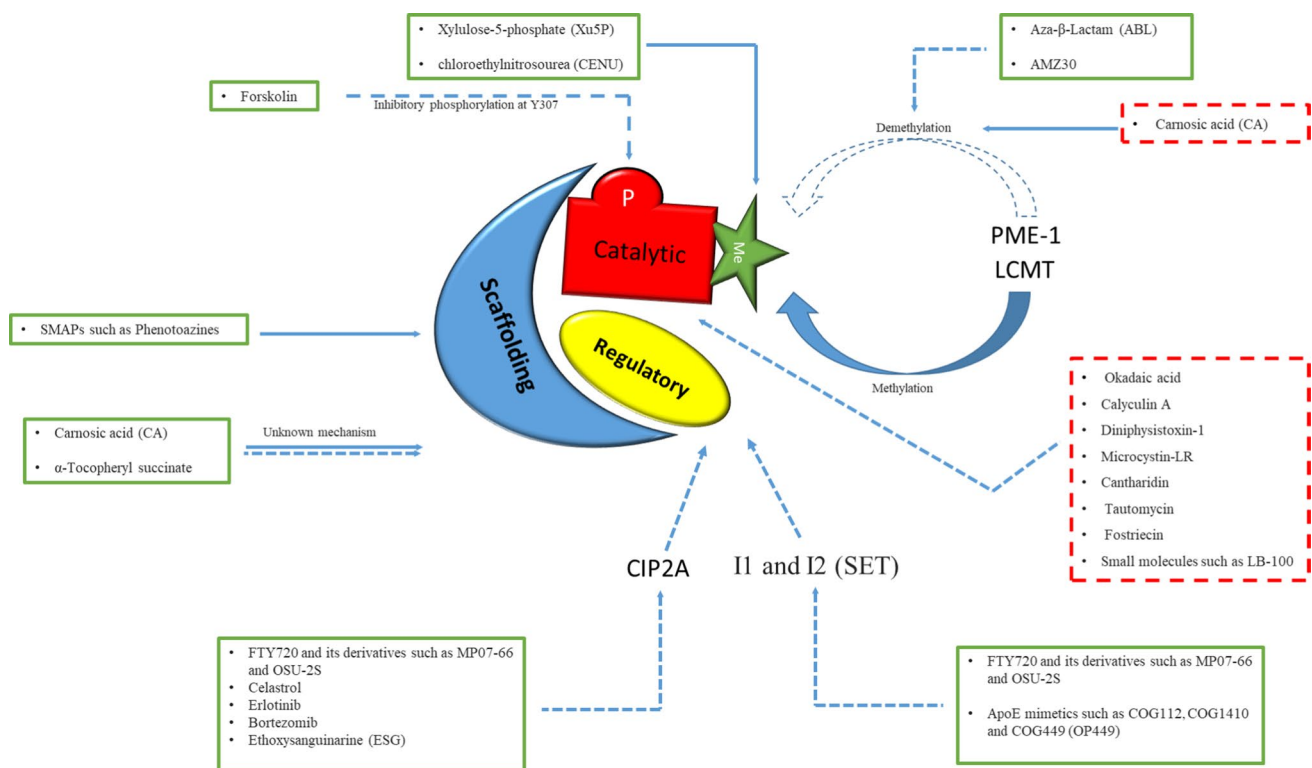 • Xylulose-5-phosphate (Xu5P)
• chloroethylnitrosourea (CENU)
• Aza-β-Lactam (ABL)
• AMZ30
• Forskolin
Inhibitory phosphorylation at Y307
Demethylation
• Carnosic acid (CA)
P
Catalytic
Me
PME-1
LCMT
Scaffolding
Regulatory
• SMAPs such as Phenotoazines
Methylation
• Carnosic acid (CA)
• α-Tocopheryl succinate
Unknown mechanism
• Okadaic acid
• Calyculin A
• Diniphysistoxin-1
• Microcystin-LR
• Cantharidin
• Tautomycin
• Fostriecin
• Small molecules such as LB-100
CIP2A
I1 and I2 (SET)
• FTY720 and its derivatives such as MP07-66
and OSU-2S
• Celastrol
• Erlotinib
• Bortezomib
• Ethoxysanguinarine (ESG)
• FTY720 and its derivatives such as MP07-66
and OSU-2S
• ApoE mimetics such as COG112, COG1410
and COG449 (OP449)